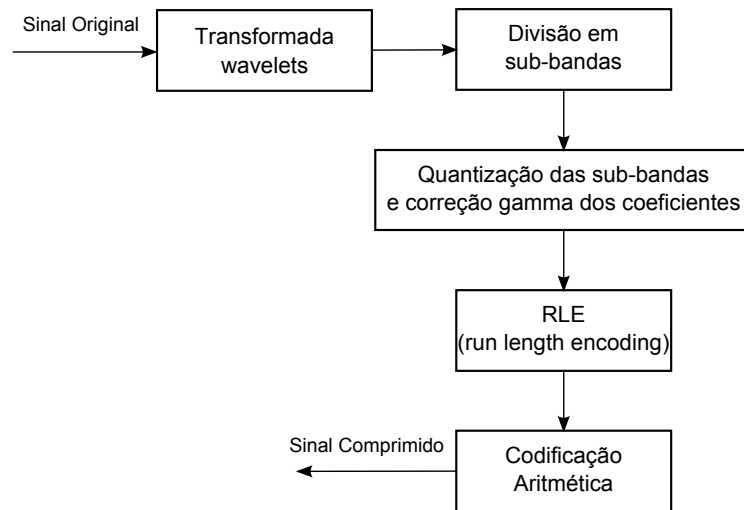 Sinal Original
Transformada
wavelets
Divisão em
sub-bandas
Quantização das sub-bandas
e correção gamma dos coeficientes
RLE
(run length encoding)
Sinal Comprimido
Codificação
Aritmética